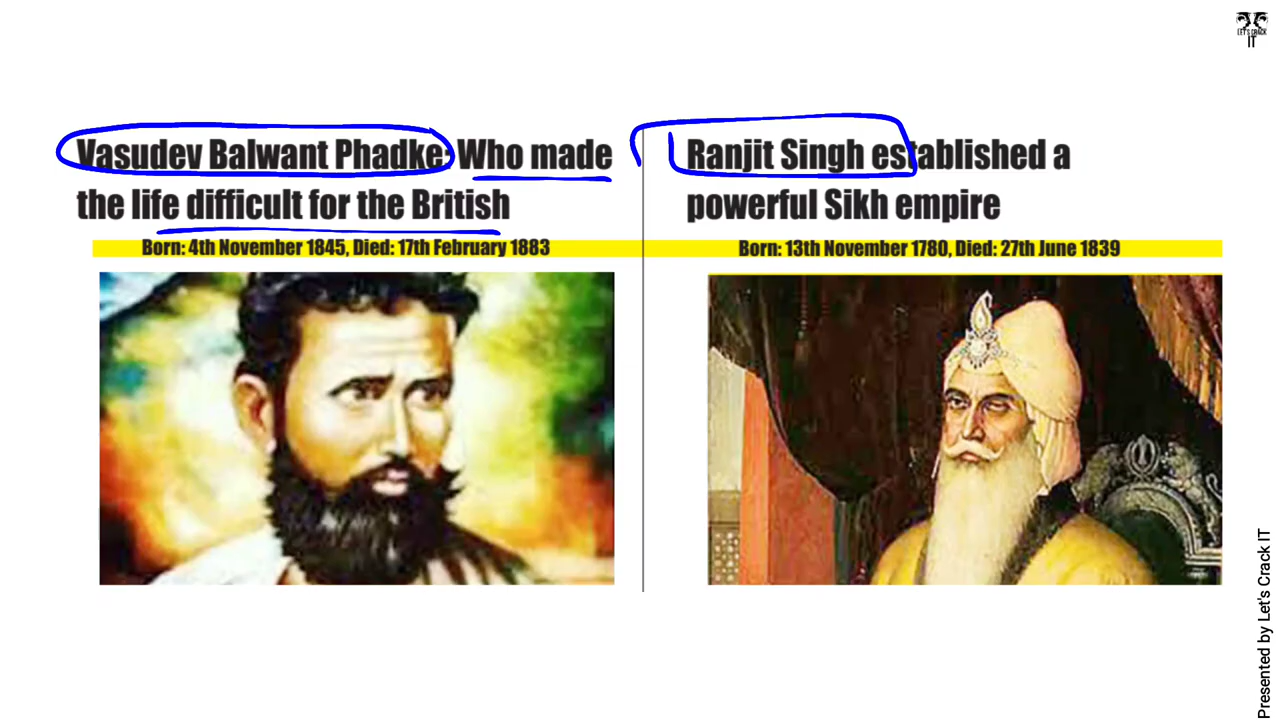 LET'S CRACK
IT
Vasudev Balwant Phadke: Who made
the life difficult for the British
Born: 4th November 1845, Died: 17th February 1883
Ranjit Singh established a
powerful Sikh empire
Born: 13th November 1780, Died: 27th June 1839
Presented by Let's Crack IT